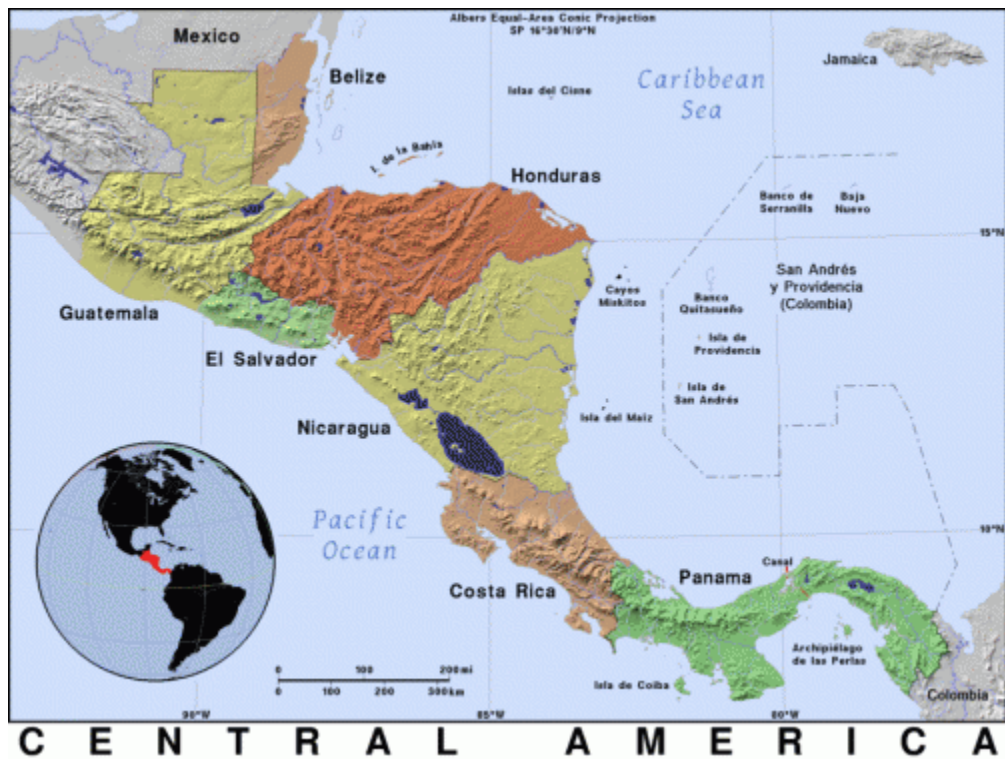 Albers Equal-Area Conic Projection
SP 16°30'N/9°N
Mexico
Jamaica
Belize
Caribbean
Sea
Islas del Cisne
I. de la Bahía
Honduras
Banco de
Serranilla
Baja
Nuevo
15°N
San Andrés
y Providencia
(Colombia)
Cayos
Miskitos
Banco
Quitasueño
Guatemala
Isla de
Providencia
El Salvador
Isla de
San Andrés
Isla del Maíz
Nicaragua
Pacific
Ocean
10°N
Canal
Panama
Costa Rica
0 100 200 mi
0 100 200 300 km
Archipiélago
de las Perlas
Isla de Coiba
Colombia
90°W
85°W
80°W
CENTRAL AMERICA